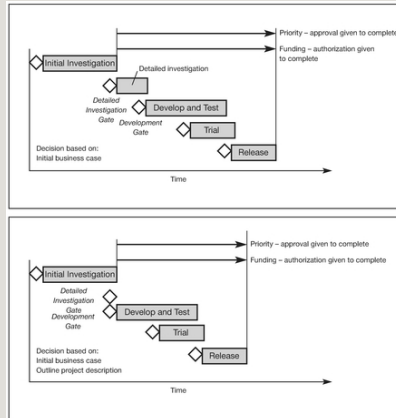 Priority – approval given to complete
Funding – authorization given
to complete
Initial Investigation
Detailed investigation
Detailed
Investigation
Gate
Develop and Test
Development
Gate
Trial
Decision based on:
Initial business case
Release
Time
Priority – approval given to complete
Funding – authorization given to complete
Initial Investigation
Detailed
Investigation
Gate
Development
Gate
Develop and Test
Trial
Decision based on:
Initial business case
Outline project description
Release
Time